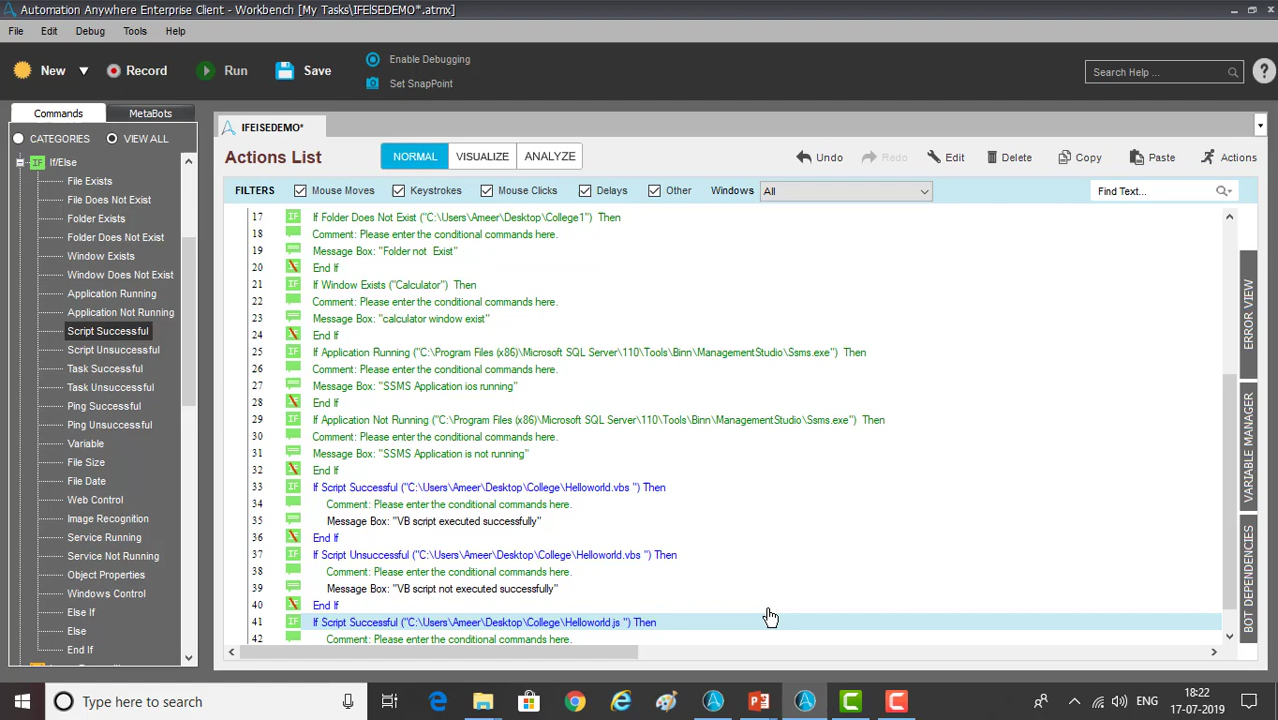 Automation Anywhere Enterprise Client - Workbench [My Tasks\IFElSEDEMO*.atmx]
File Edit Debug Tools Help
New Record Run Save
Enable Debugging
Set SnapPoint
Search Help ...
Commands MetaBots
CATEGORIES VIEW ALL
If/Else
File Exists
File Does Not Exist
Folder Exists
Folder Does Not Exist
Window Exists
Window Does Not Exist
Application Running
Application Not Running
Script Successful
Script Unsuccessful
Task Successful
Task Unsuccessful
Ping Successful
Ping Unsuccessful
Variable
File Size
File Date
Web Control
Image Recognition
Service Running
Service Not Running
Object Properties
Windows Control
Else If
Else
End If
IFElSEDEMO*
Actions List NORMAL VISUALIZE ANALYZE Undo Redo Edit Delete Copy Paste Actions
FILTERS Mouse Moves Keystrokes Mouse Clicks Delays Other Windows All Find Text...
17 IF If Folder Does Not Exist ("C:\Users\Ameer\Desktop\College1") Then
18 Comment: Please enter the conditional commands here.
19 Message Box: "Folder not Exist"
20 End If
21 IF If Window Exists ("Calculator") Then
22 Comment: Please enter the conditional commands here.
23 Message Box: "calculator window exist"
24 End If
25 IF If Application Running ("C:\Program Files (x86)\Microsoft SQL Server\110\Tools\Binn\ManagementStudio\Ssms.exe") Then
26 Comment: Please enter the conditional commands here.
27 Message Box: "SSMS Application ios running"
28 End If
29 IF If Application Not Running ("C:\Program Files (x86)\Microsoft SQL Server\110\Tools\Binn\ManagementStudio\Ssms.exe") Then
30 Comment: Please enter the conditional commands here.
31 Message Box: "SSMS Application is not running"
32 End If
33 IF If Script Successful ("C:\Users\Ameer\Desktop\College\Helloworld.vbs ") Then
34 Comment: Please enter the conditional commands here.
35 Message Box: "VB script executed successfully"
36 End If
37 IF If Script Unsuccessful ("C:\Users\Ameer\Desktop\College\Helloworld.vbs ") Then
38 Comment: Please enter the conditional commands here.
39 Message Box: "VB script not executed successfully"
40 End If
41 IF If Script Successful ("C:\Users\Ameer\Desktop\College\Helloworld.js ") Then
42 Comment: Please enter the conditional commands here.
ERROR VIEW
VARIABLE MANAGER
BOT DEPENDENCIES
Type here to search
ENG
18:22
17-07-2019